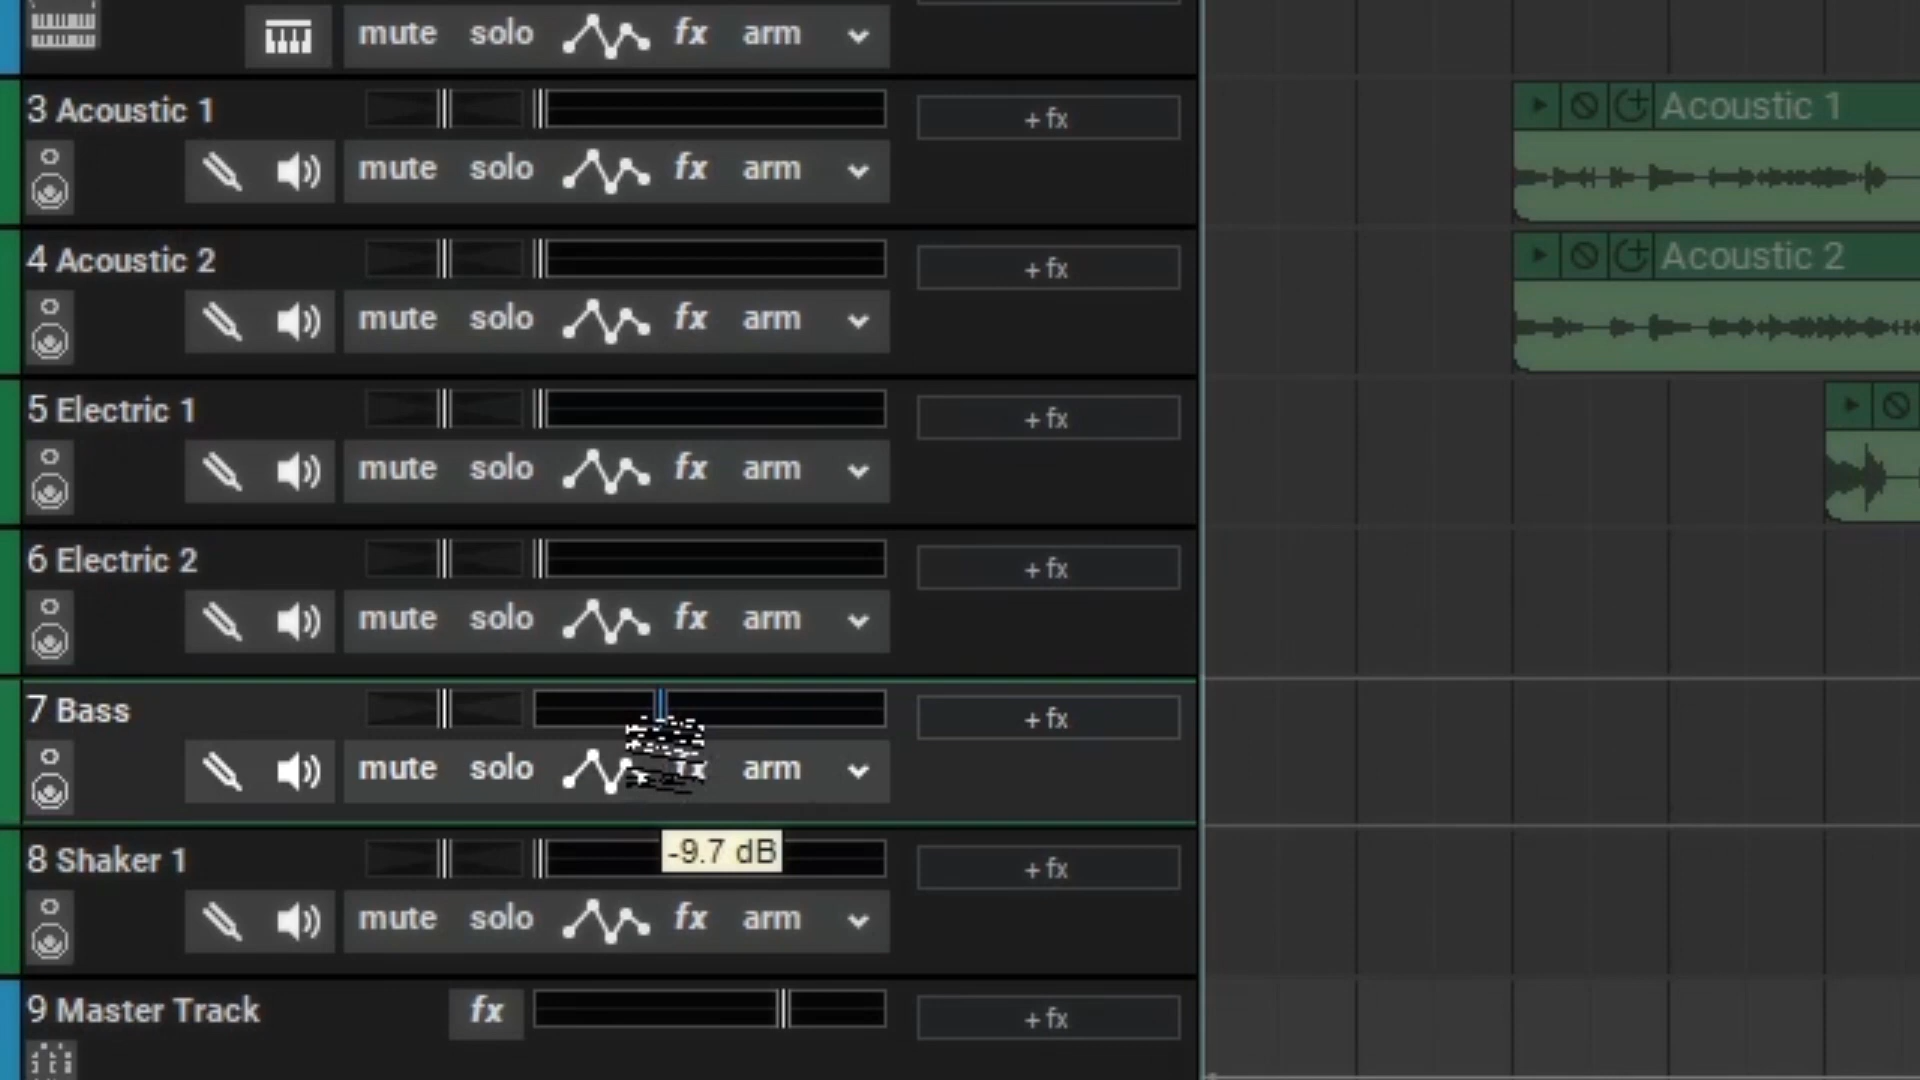 mute solo fx arm
3 Acoustic 1
+ fx
mute solo fx arm
Acoustic 1
4 Acoustic 2
+ fx
mute solo fx arm
Acoustic 2
5 Electric 1
+ fx
mute solo fx arm
6 Electric 2
+ fx
mute solo fx arm
7 Bass
+ fx
mute solo fx arm
-9.7 dB
8 Shaker 1
+ fx
mute solo fx arm
9 Master Track
fx
+ fx